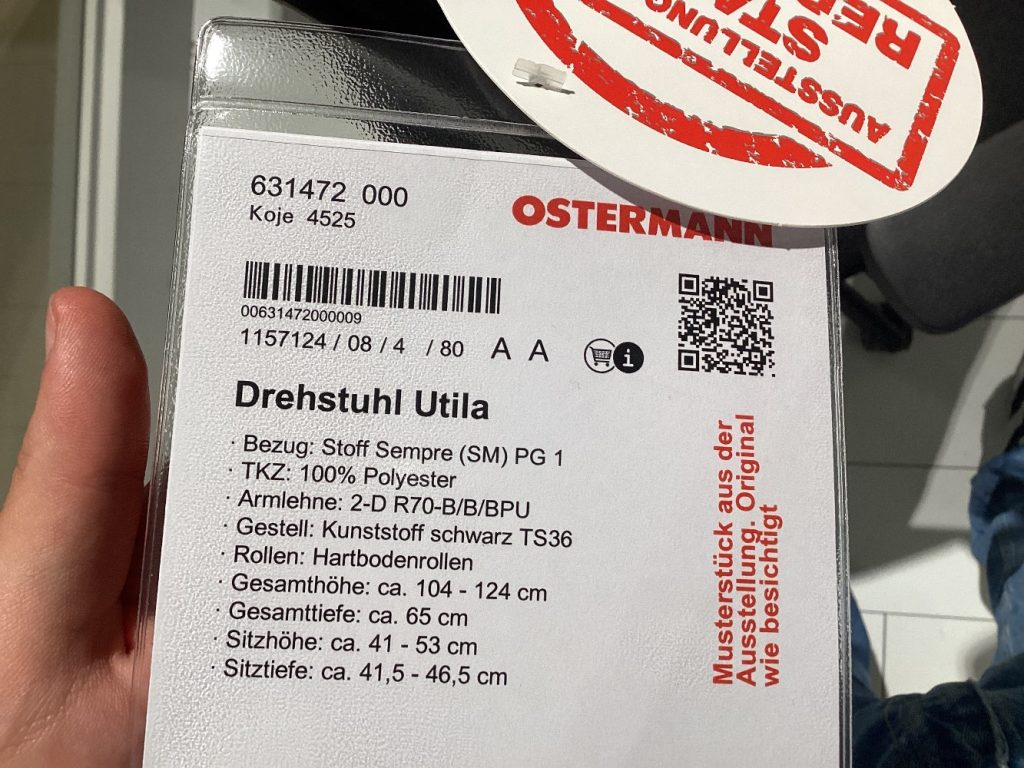 AUSSTELLUNG
STA
RE
631472 000
Koje 4525
OSTERMANN
00631472000009
1157124 / 08 / 4 / 80 A A
Drehstuhl Utila
· Bezug: Stoff Sempre (SM) PG 1
· TKZ: 100% Polyester
· Armlehne: 2-D R70-B/B/BPU
· Gestell: Kunststoff schwarz TS36
· Rollen: Hartbodenrollen
· Gesamthöhe: ca. 104 - 124 cm
· Gesamttiefe: ca. 65 cm
· Sitzhöhe: ca. 41 - 53 cm
· Sitztiefe: ca. 41,5 - 46,5 cm
Musterstück aus der
Ausstellung. Original
wie besichtigt